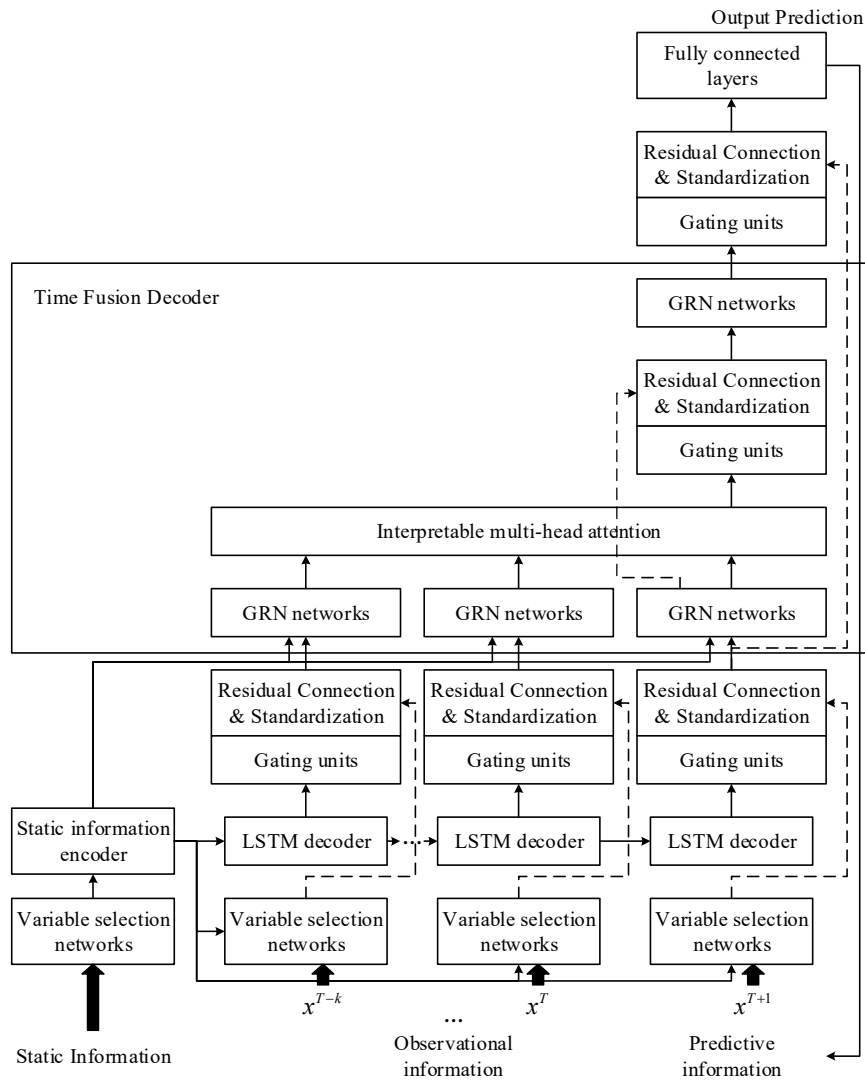 Output Prediction
Fully connected
layers
Residual Connection
& Standardization
Gating units
Time Fusion Decoder
GRN networks
Residual Connection
& Standardization
Gating units
Interpretable multi-head attention
GRN networks
GRN networks
GRN networks
Residual Connection
& Standardization
Gating units
Residual Connection
& Standardization
Gating units
Residual Connection
& Standardization
Gating units
Static information
encoder
LSTM decoder
...
LSTM decoder
LSTM decoder
Variable selection
networks
Variable selection
networks
Variable selection
networks
Variable selection
networks
x^{T-k}
...
x^{T}
x^{T+1}
Static Information
Observational
information
Predictive
information